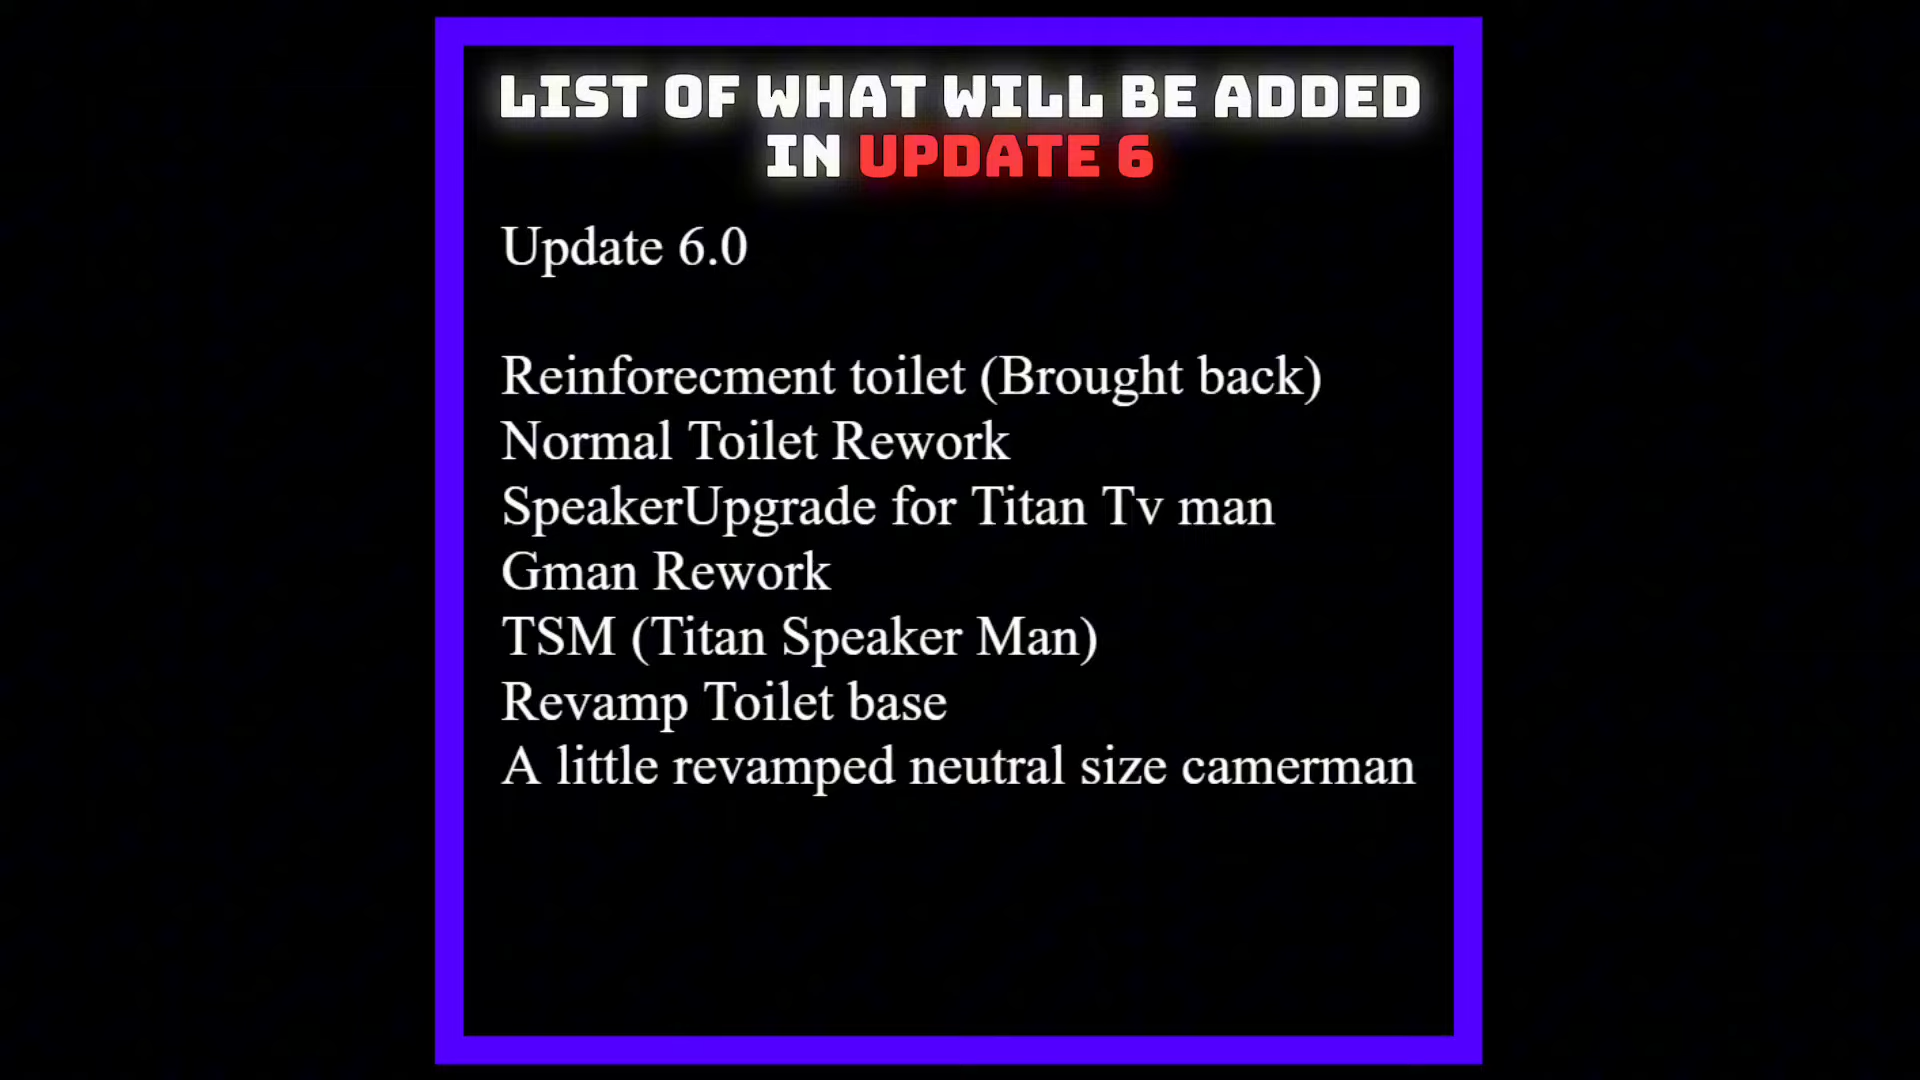 LIST OF WHAT WILL BE ADDED
IN UPDATE 6
Update 6.0
Reinforecment toilet (Brought back)
Normal Toilet Rework
SpeakerUpgrade for Titan Tv man
Gman Rework
TSM (Titan Speaker Man)
Revamp Toilet base
A little revamped neutral size camerman